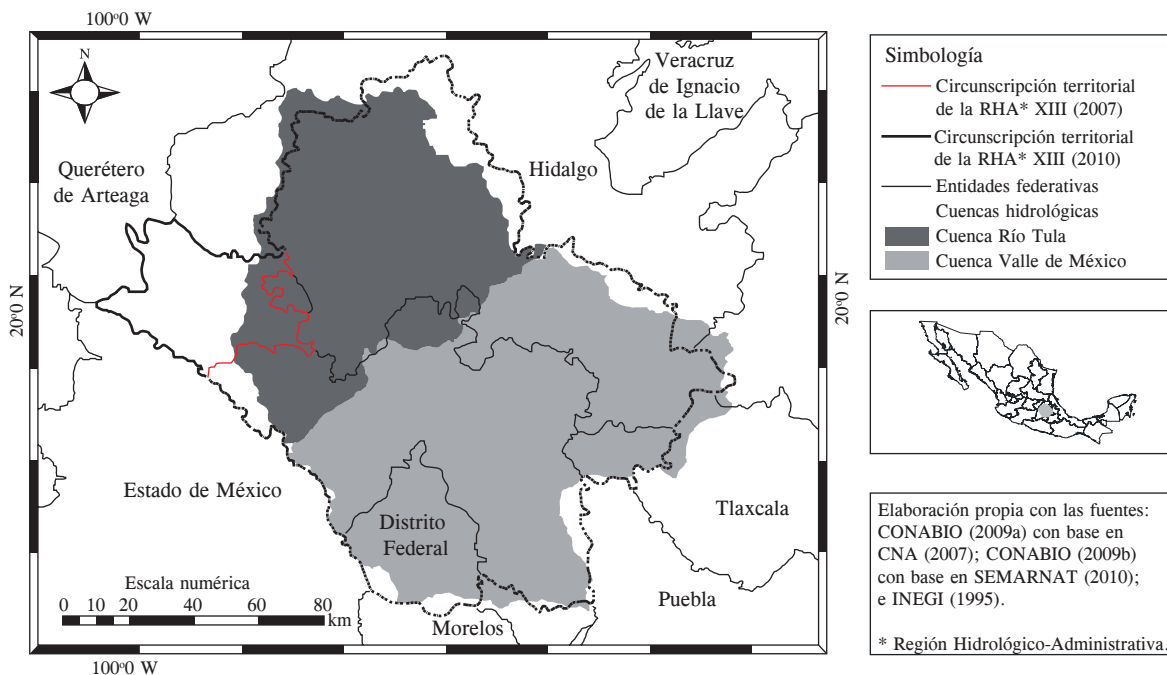 100°0 W
N
Veracruz
de Ignacio
de la Llave
Querétero
de Arteaga
Hidalgo
20°0 N
20°0 N
Estado de México
Distrito
Federal
Tlaxcala
Puebla
Morelos
Escala numérica
0 10 20 40 60 80
km
100°0 W
Simbología
Circunscripción territorial
de la RHA* XIII (2007)
Circunscripción territorial
de la RHA* XIII (2010)
Entidades federativas
Cuencas hidrológicas
Cuenca Río Tula
Cuenca Valle de México
Elaboración propia con las fuentes:
CONABIO (2009a) con base en
CNA (2007); CONABIO (2009b)
con base en SEMARNAT (2010);
e INEGI (1995).
* Región Hidrológico-Administrativa.